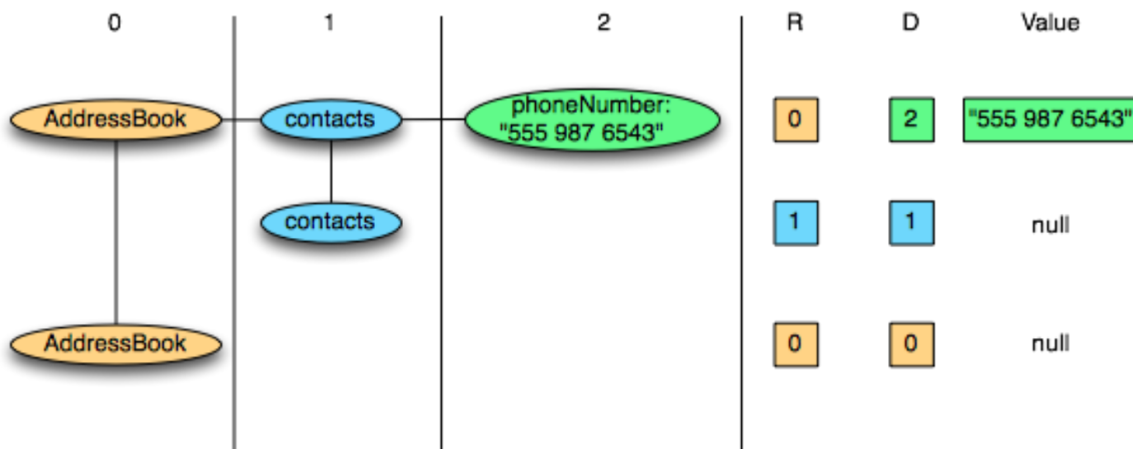 0 1 2 R D Value
AddressBook contacts phoneNumber: "555 987 6543" 0 2 "555 987 6543"
contacts 1 1 null
AddressBook 0 0 null